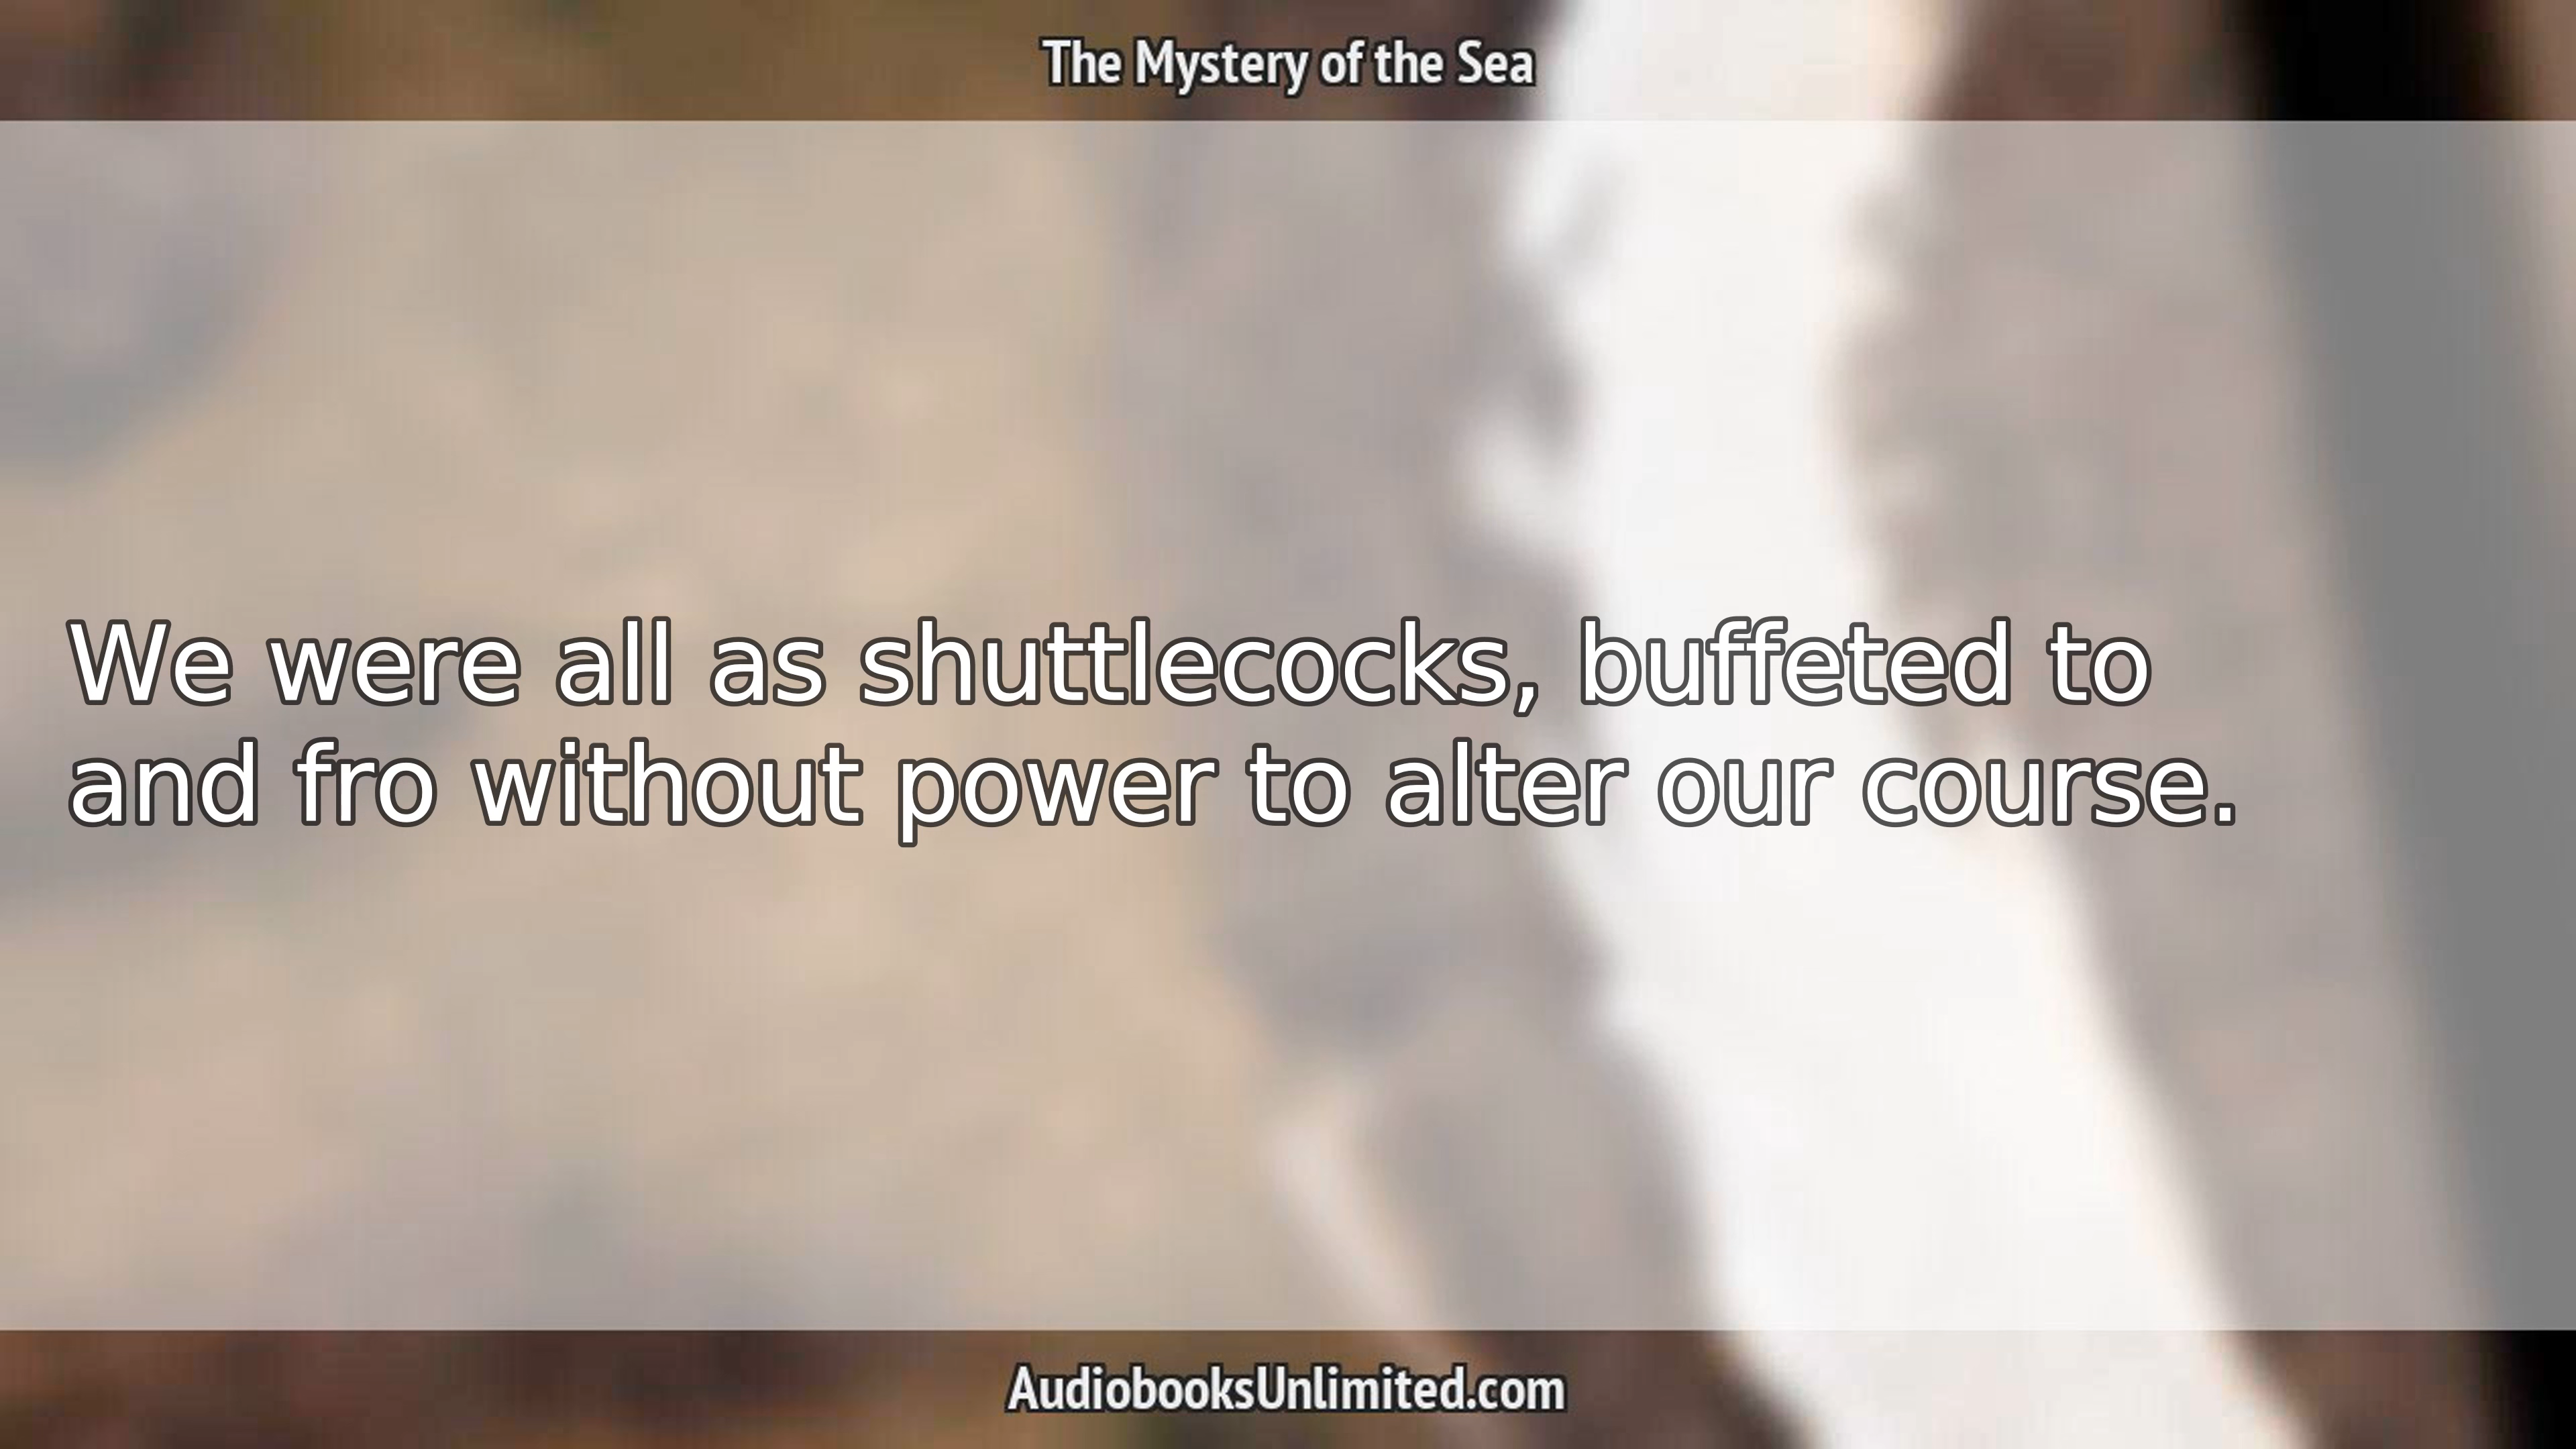 The Mystery of the Sea
We were all as shuttlecocks, buffeted to
and fro without power to alter our course.
AudiobooksUnlimited.com